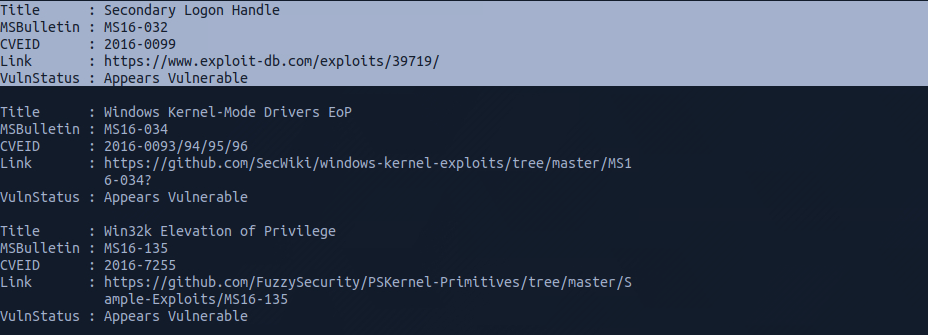 Title      : Secondary Logon Handle
MSBulletin : MS16-032
CVEID      : 2016-0099
Link       : https://www.exploit-db.com/exploits/39719/
VulnStatus : Appears Vulnerable
Title      : Windows Kernel-Mode Drivers EoP
MSBulletin : MS16-034
CVEID      : 2016-0093/94/95/96
Link       : https://github.com/SecWiki/windows-kernel-exploits/tree/master/MS1
             6-034?
VulnStatus : Appears Vulnerable
Title      : Win32k Elevation of Privilege
MSBulletin : MS16-135
CVEID      : 2016-7255
Link       : https://github.com/FuzzySecurity/PSKernel-Primitives/tree/master/S
             ample-Exploits/MS16-135
VulnStatus : Appears Vulnerable